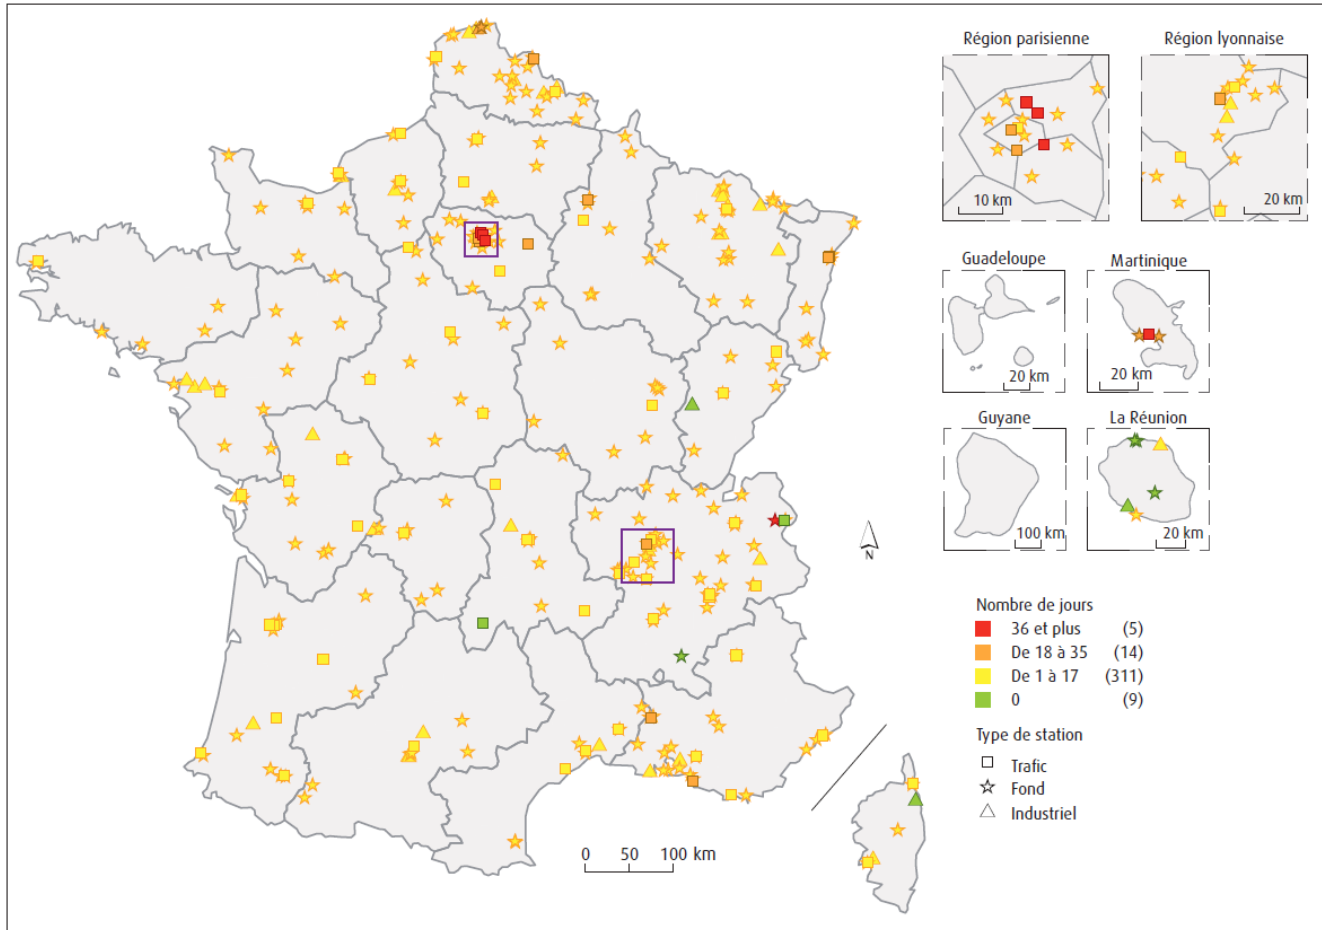 Région parisienne
10 km
Région lyonnaise
20 km
Guadeloupe
20 km
Martinique
20 km
Guyane
100 km
La Réunion
20 km
N
Nombre de jours
36 et plus (5)
De 18 à 35 (14)
De 1 à 17 (311)
0 (9)
Type de station
Trafic
Fond
Industriel
0 50 100 km